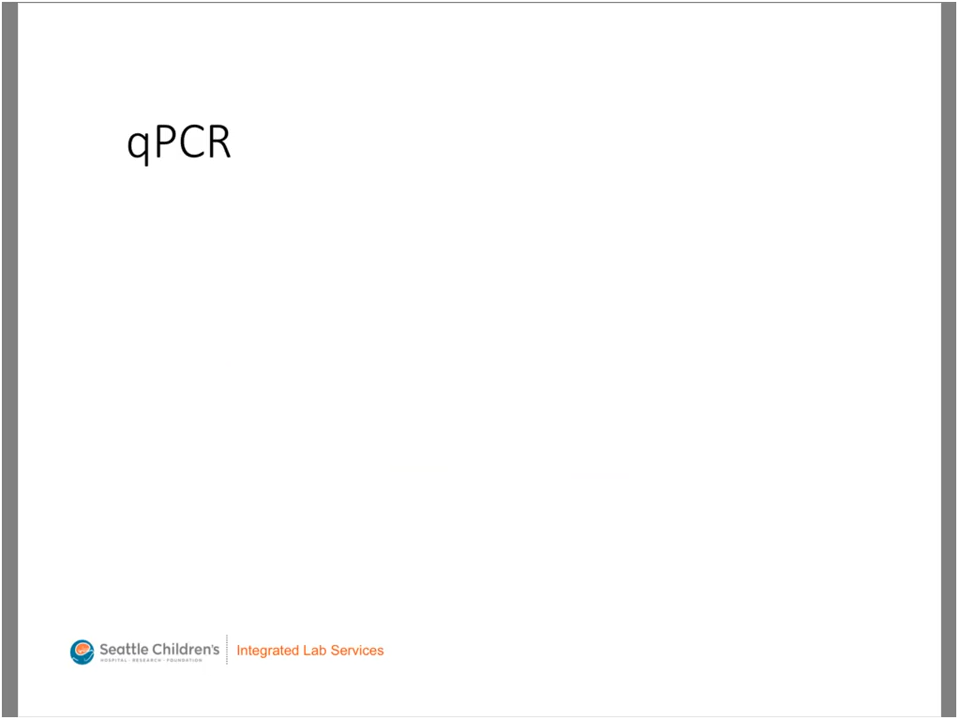 qPCR
Seattle Children's
HOSPITAL · RESEARCH · FOUNDATION
Integrated Lab Services